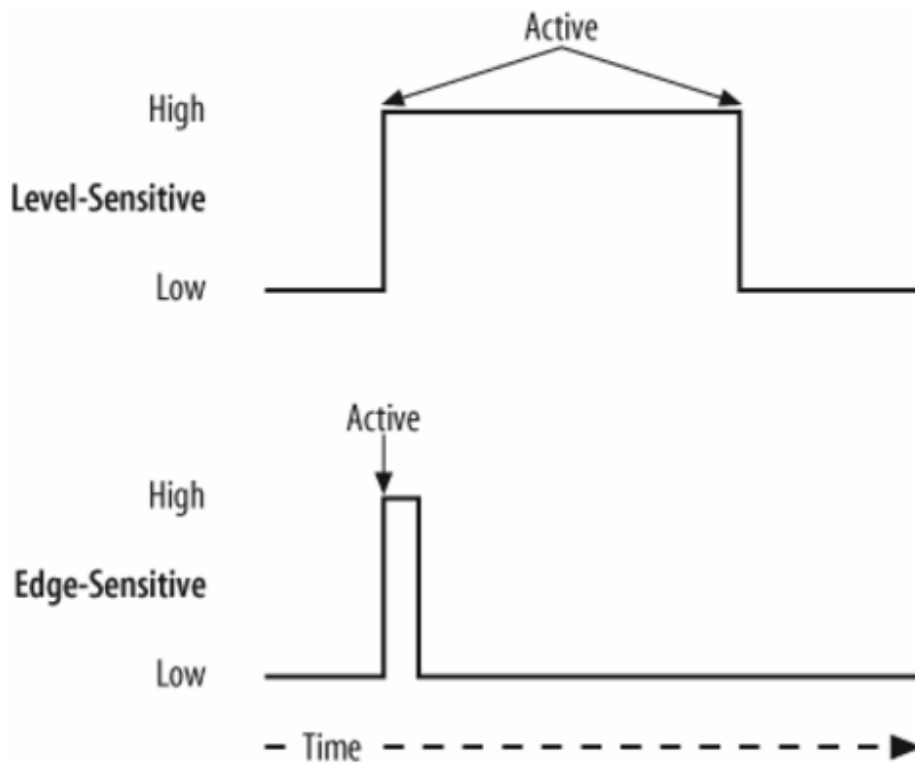 Active
High
Level-Sensitive
Low
Active
High
Edge-Sensitive
Low
Time